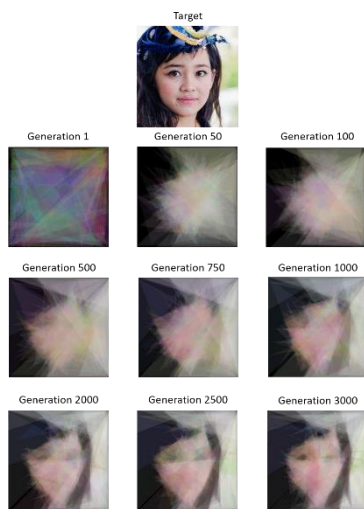 Target
Generation 1
Generation 50
Generation 100
Generation 500
Generation 750
Generation 1000
Generation 2000
Generation 2500
Generation 3000